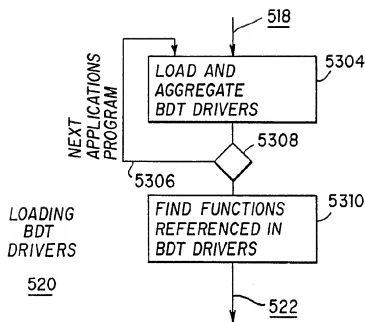 518
LOAD AND
AGGREGATE
BDT DRIVERS
5304
NEXT
APPLICATIONS
PROGRAM
5308
5306
FIND FUNCTIONS
REFERENCED IN
BDT DRIVERS
5310
LOADING
BDT
DRIVERS
520
522